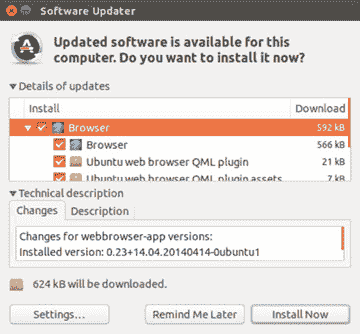 Software Updater
Updated software is available for this
computer. Do you want to install it now?
Details of updates
Install Download
Browser 592 kB
Browser 566 kB
Ubuntu web browser QML plugin 21 kB
Ubuntu web browser QML plugin assets 7 kB
Technical description
Changes Description
Changes for webbrowser-app versions:
Installed version: 0.23+14.04.20140414-0ubuntu1
624 kB will be downloaded.
Settings... Remind Me Later Install Now